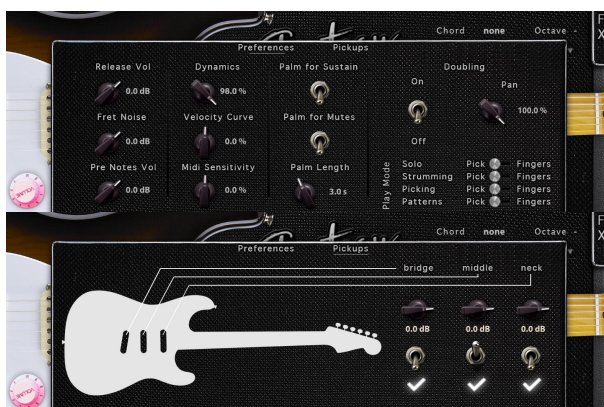 Chord none Octave -
Preferences Pickups
Release Vol Dynamics Palm for Sustain Doubling
0.0 dB 98.0 % On Pan
Fret Noise Velocity Curve Palm for Mutes 100.0 %
0.0 dB 0.0 % Off
Pre Notes Vol Midi Sensitivity Palm Length
0.0 dB 0.0 % 3.0 s
Play Mode
Solo Pick Fingers
Strumming Pick Fingers
Picking Pick Fingers
Patterns Pick Fingers
VOLUME
F
X
Chord none Octave -
Preferences Pickups
bridge middle neck
0.0 dB 0.0 dB 0.0 dB
VOLUME
F
X